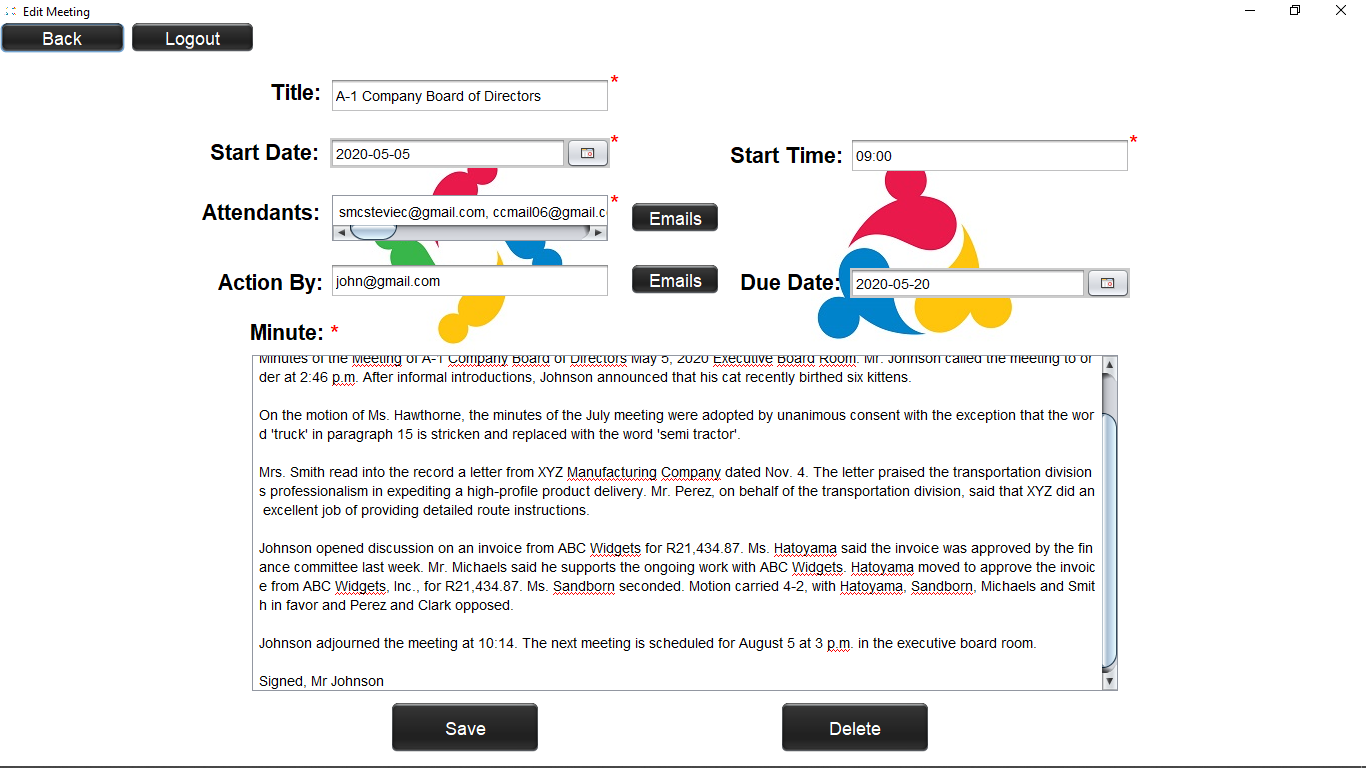 Edit Meeting
Back Logout
Title: A-1 Company Board of Directors *
Start Date: 2020-05-05 * Start Time: 09:00 *
Attendants: smcsteviec@gmail.com, ccmail06@gmail.c * Emails
Action By: john@gmail.com Emails Due Date: 2020-05-20
Minute: *
Minutes of the Meeting of A-1 Company Board of Directors May 5, 2020 Executive Board Room. Mr. Johnson called the meeting to or
der at 2:46 p.m. After informal introductions, Johnson announced that his cat recently birthed six kittens.
On the motion of Ms. Hawthorne, the minutes of the July meeting were adopted by unanimous consent with the exception that the wor
d 'truck' in paragraph 15 is stricken and replaced with the word 'semi tractor'.
Mrs. Smith read into the record a letter from XYZ Manufacturing Company dated Nov. 4. The letter praised the transportation division
s professionalism in expediting a high-profile product delivery. Mr. Perez, on behalf of the transportation division, said that XYZ did an
excellent job of providing detailed route instructions.
Johnson opened discussion on an invoice from ABC Widgets for R21,434.87. Ms. Hatoyama said the invoice was approved by the fin
ance committee last week. Mr. Michaels said he supports the ongoing work with ABC Widgets. Hatoyama moved to approve the invoic
e from ABC Widgets, Inc., for R21,434.87. Ms. Sandborn seconded. Motion carried 4-2, with Hatoyama, Sandborn, Michaels and Smit
h in favor and Perez and Clark opposed.
Johnson adjourned the meeting at 10:14. The next meeting is scheduled for August 5 at 3 p.m. in the executive board room.
Signed, Mr Johnson
Save Delete